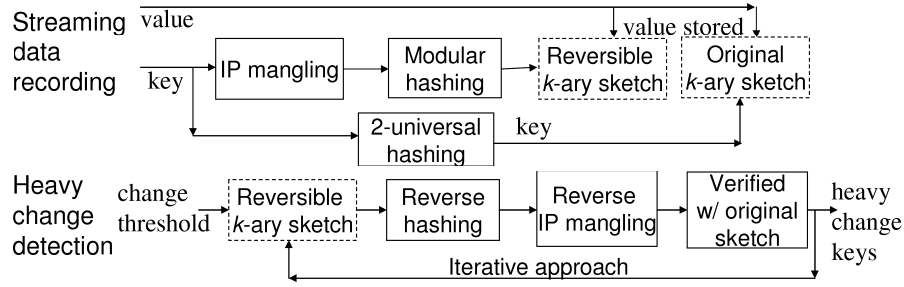 Streaming
data
recording
value
key
IP mangling
Modular
hashing
Reversible
k-ary sketch
value stored
Original
k-ary sketch
2-universal
hashing
key
Heavy
change
detection
change
threshold
Reversible
k-ary sketch
Reverse
hashing
Reverse
IP mangling
Verified
w/ original
sketch
heavy
change
keys
Iterative approach